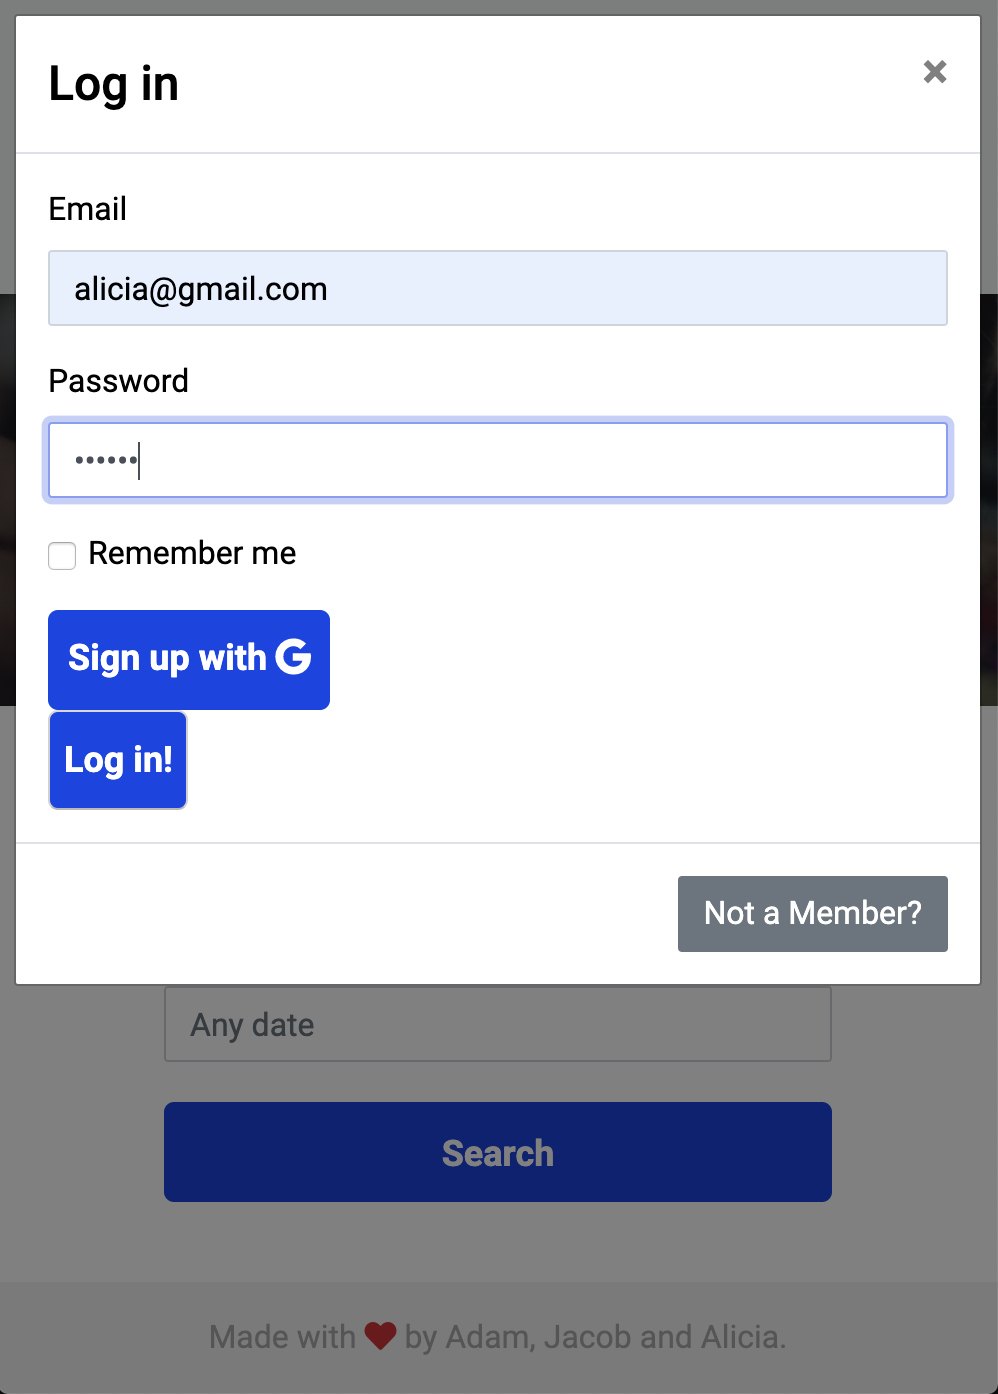 Log in
×
Email
alicia@gmail.com
Password
••••••
Remember me
Sign up with G
Log in!
Not a Member?
Any date
Search
Made with ❤ by Adam, Jacob and Alicia.